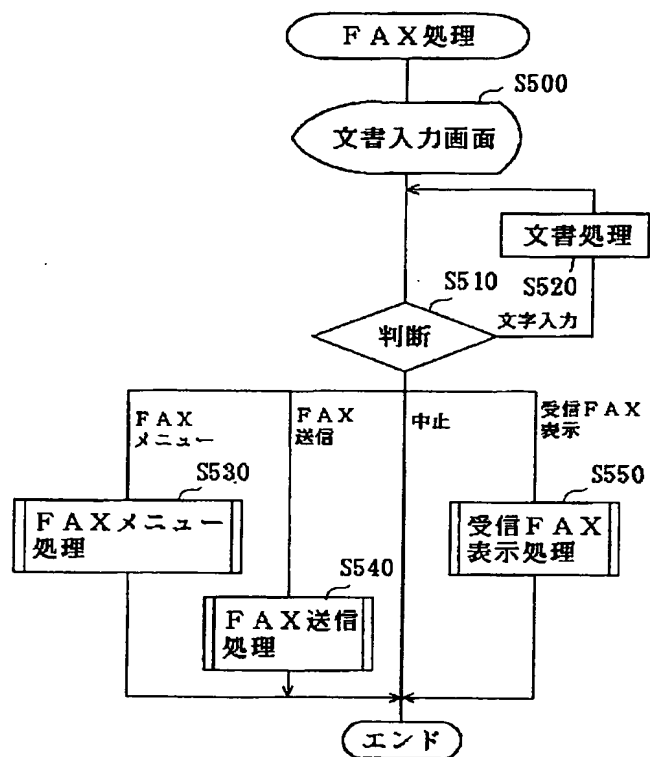 ＦＡＸ処理
S500
文書入力画面
文書処理
S520
S510
判断
文字入力
ＦＡＸ
メニュー
ＦＡＸ
送信
中止
受信ＦＡＸ
表示
S530
ＦＡＸメニュー
処理
S550
受信ＦＡＸ
表示処理
S540
ＦＡＸ送信
処理
エンド